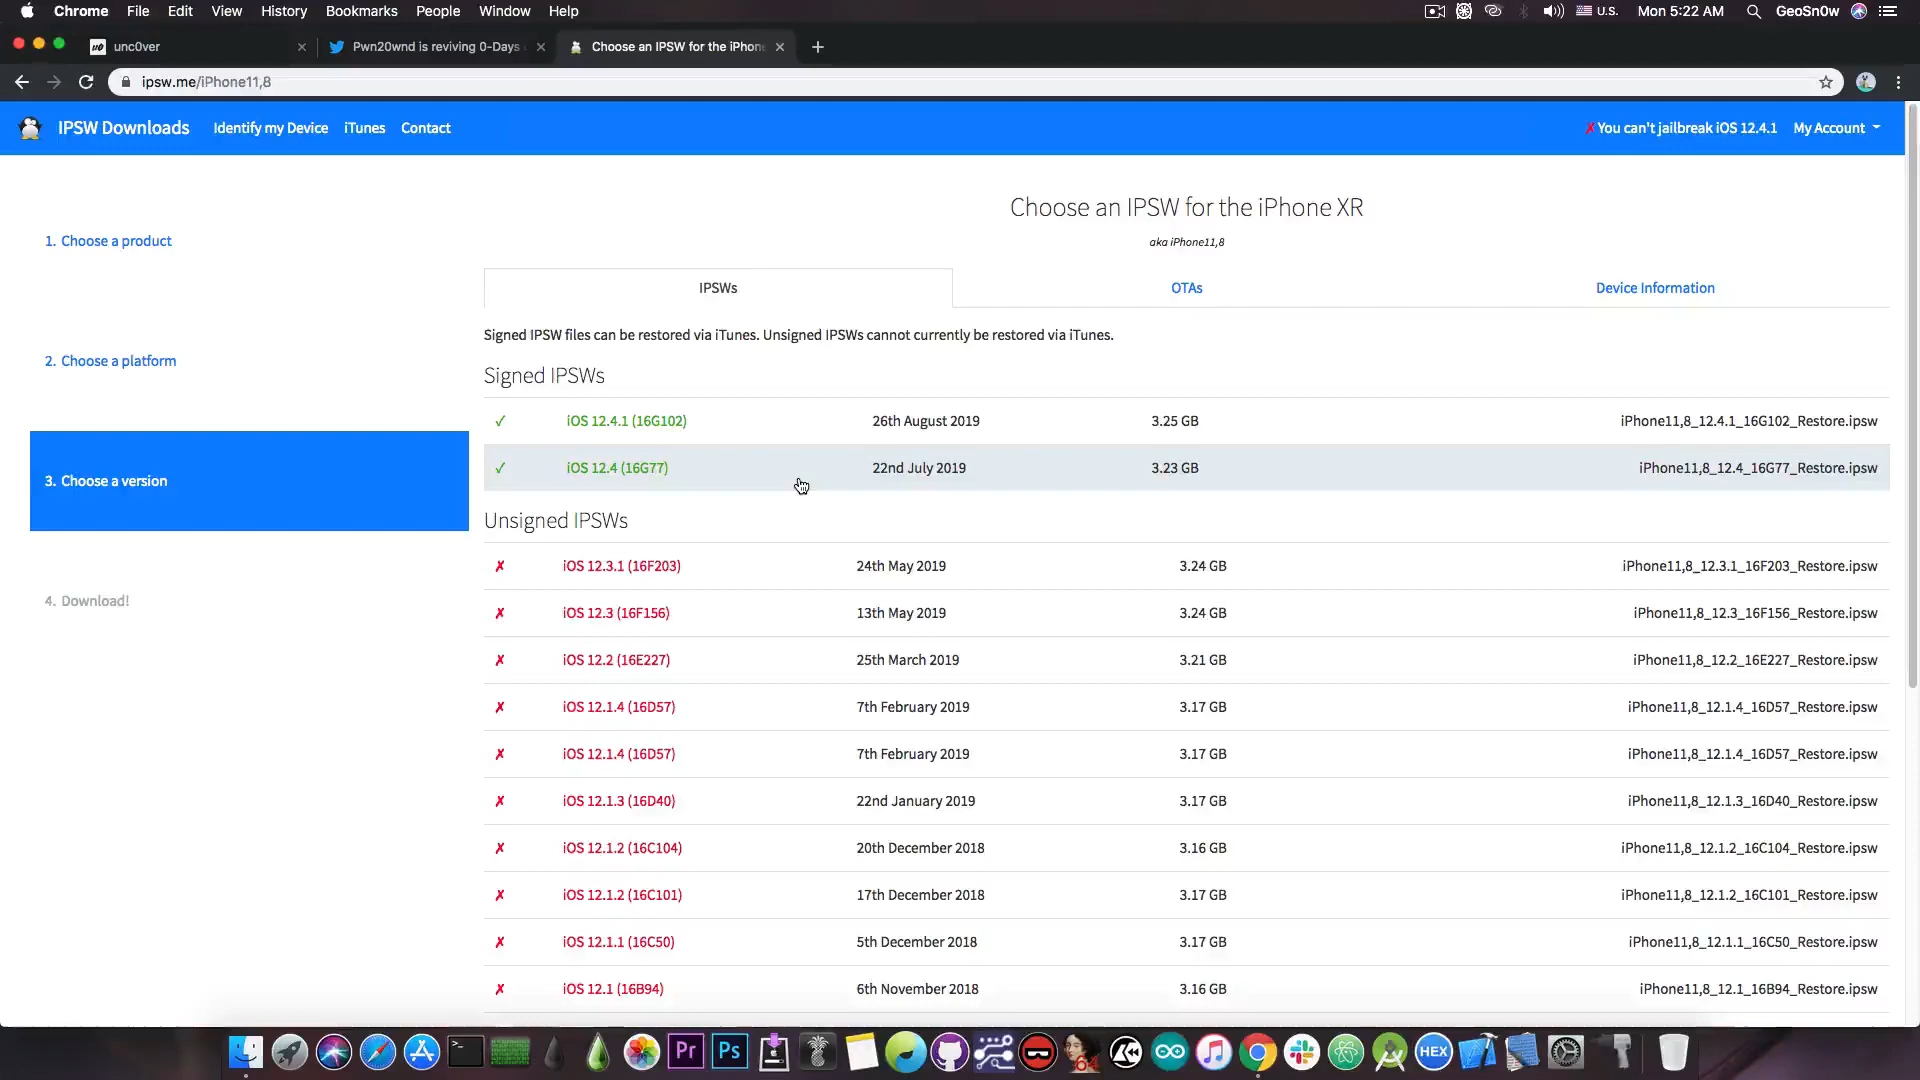 Chrome File Edit View History Bookmarks People Window Help
U.S. Mon 5:22 AM GeoSn0w
unc0ver
Pwn20wnd is reviving 0-Days
Choose an IPSW for the iPhon
ipsw.me/iPhone11,8
IPSW Downloads Identify my Device iTunes Contact
✗You can't jailbreak iOS 12.4.1 My Account
1. Choose a product
2. Choose a platform
3. Choose a version
4. Download!
Choose an IPSW for the iPhone XR
aka iPhone11,8
IPSWs OTAs Device Information
Signed IPSW files can be restored via iTunes. Unsigned IPSWs cannot currently be restored via iTunes.
Signed IPSWs
✓ iOS 12.4.1 (16G102) 26th August 2019 3.25 GB iPhone11,8_12.4.1_16G102_Restore.ipsw
✓ iOS 12.4 (16G77) 22nd July 2019 3.23 GB iPhone11,8_12.4_16G77_Restore.ipsw
Unsigned IPSWs
✗ iOS 12.3.1 (16F203) 24th May 2019 3.24 GB iPhone11,8_12.3.1_16F203_Restore.ipsw
✗ iOS 12.3 (16F156) 13th May 2019 3.24 GB iPhone11,8_12.3_16F156_Restore.ipsw
✗ iOS 12.2 (16E227) 25th March 2019 3.21 GB iPhone11,8_12.2_16E227_Restore.ipsw
✗ iOS 12.1.4 (16D57) 7th February 2019 3.17 GB iPhone11,8_12.1.4_16D57_Restore.ipsw
✗ iOS 12.1.4 (16D57) 7th February 2019 3.17 GB iPhone11,8_12.1.4_16D57_Restore.ipsw
✗ iOS 12.1.3 (16D40) 22nd January 2019 3.17 GB iPhone11,8_12.1.3_16D40_Restore.ipsw
✗ iOS 12.1.2 (16C104) 20th December 2018 3.16 GB iPhone11,8_12.1.2_16C104_Restore.ipsw
✗ iOS 12.1.2 (16C101) 17th December 2018 3.17 GB iPhone11,8_12.1.2_16C101_Restore.ipsw
✗ iOS 12.1.1 (16C50) 5th December 2018 3.17 GB iPhone11,8_12.1.1_16C50_Restore.ipsw
✗ iOS 12.1 (16B94) 6th November 2018 3.16 GB iPhone11,8_12.1_16B94_Restore.ipsw
Pr Ps 64 HEX